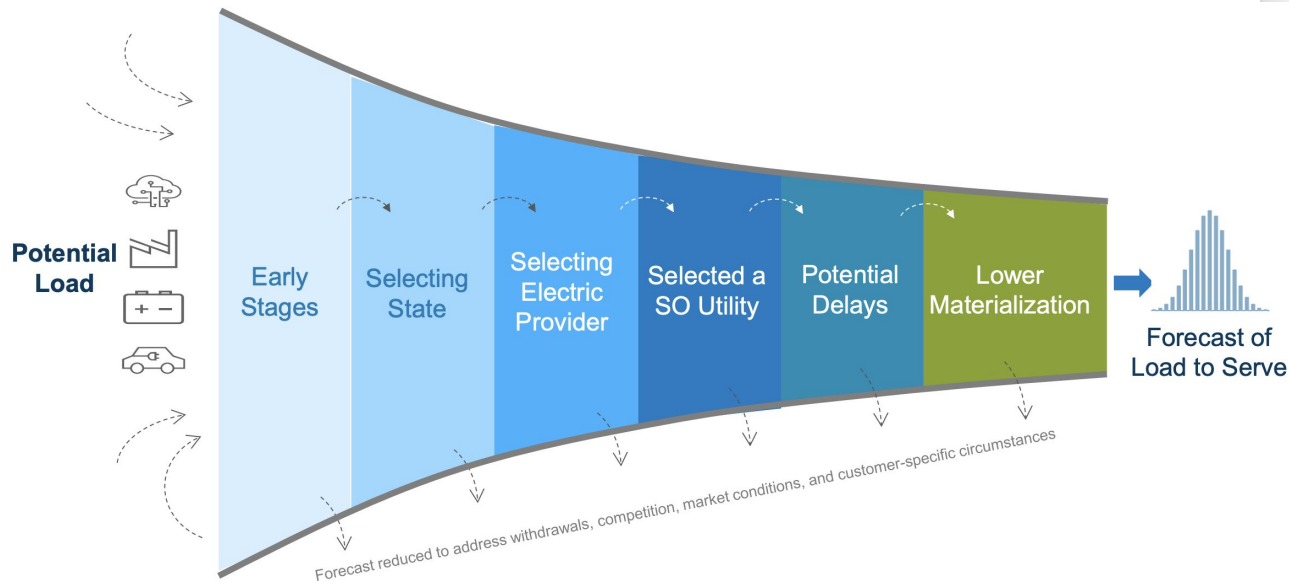 Potential
Load
Early
Stages
Selecting
State
Selecting
Electric
Provider
Selected a
SO Utility
Potential
Delays
Lower
Materialization
Forecast of
Load to Serve
Forecast reduced to address withdrawals, competition, market conditions, and customer-specific circumstances